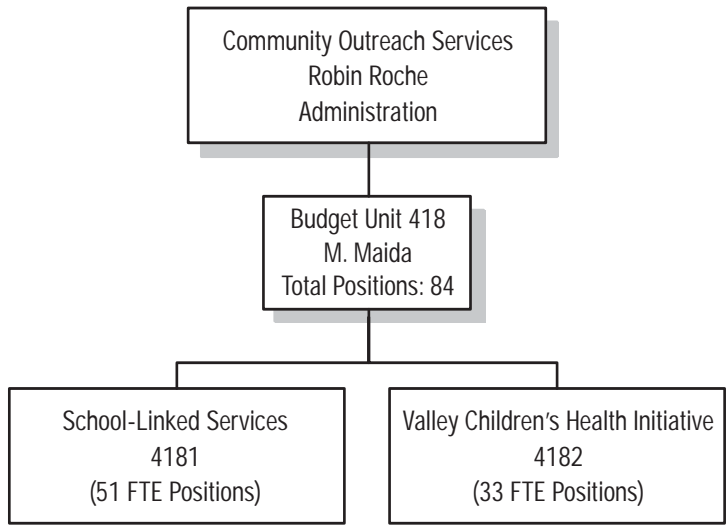 Community Outreach Services
Robin Roche
Administration
Budget Unit 418
M. Maida
Total Positions: 84
School-Linked Services
4181
(51 FTE Positions)
Valley Children’s Health Initiative
4182
(33 FTE Positions)